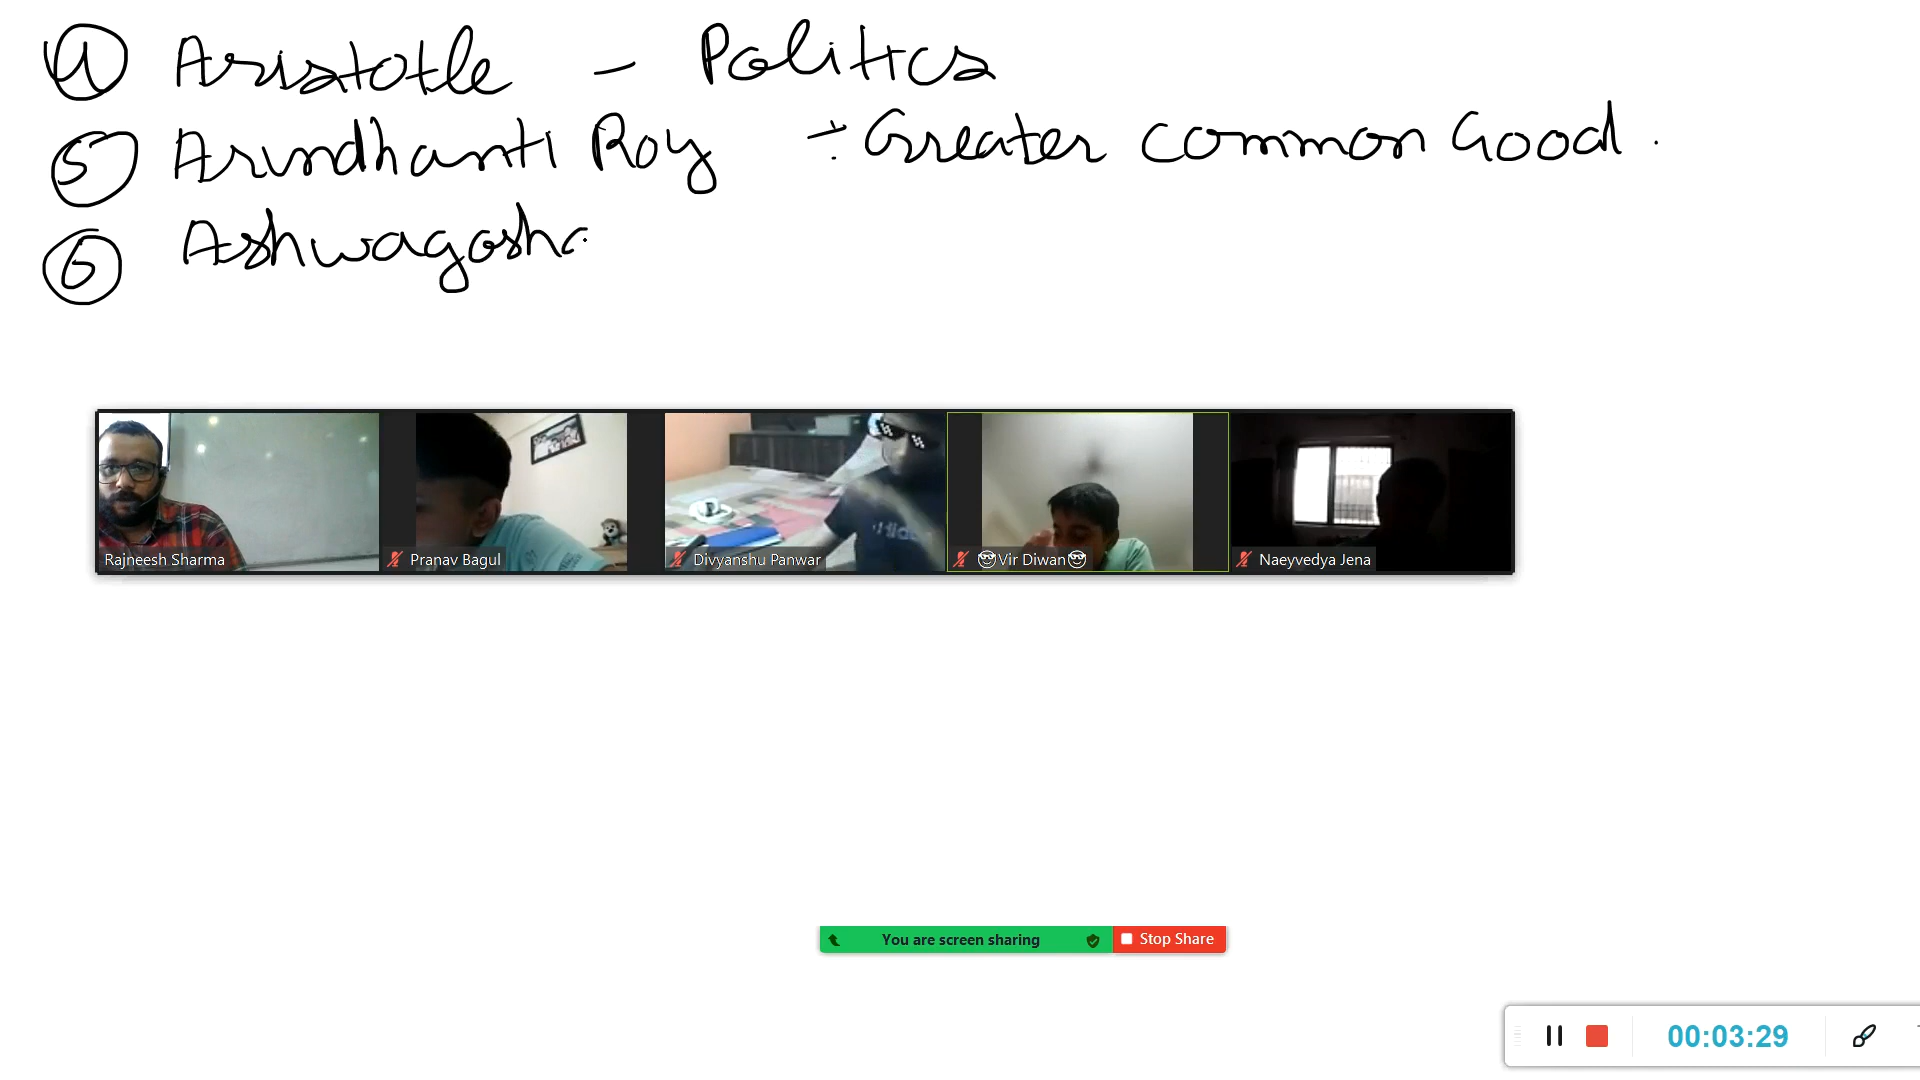 4 Aristotle - Politics
5 Arundhanti Roy ÷ Greater Common Good.
6 Ashwagosha
Rajneesh Sharma
Pranav Bagul
Divyanshu Panwar
🤓Vir Diwan🤓
Naeyvedya Jena
You are screen sharing
Stop Share
00:03:29